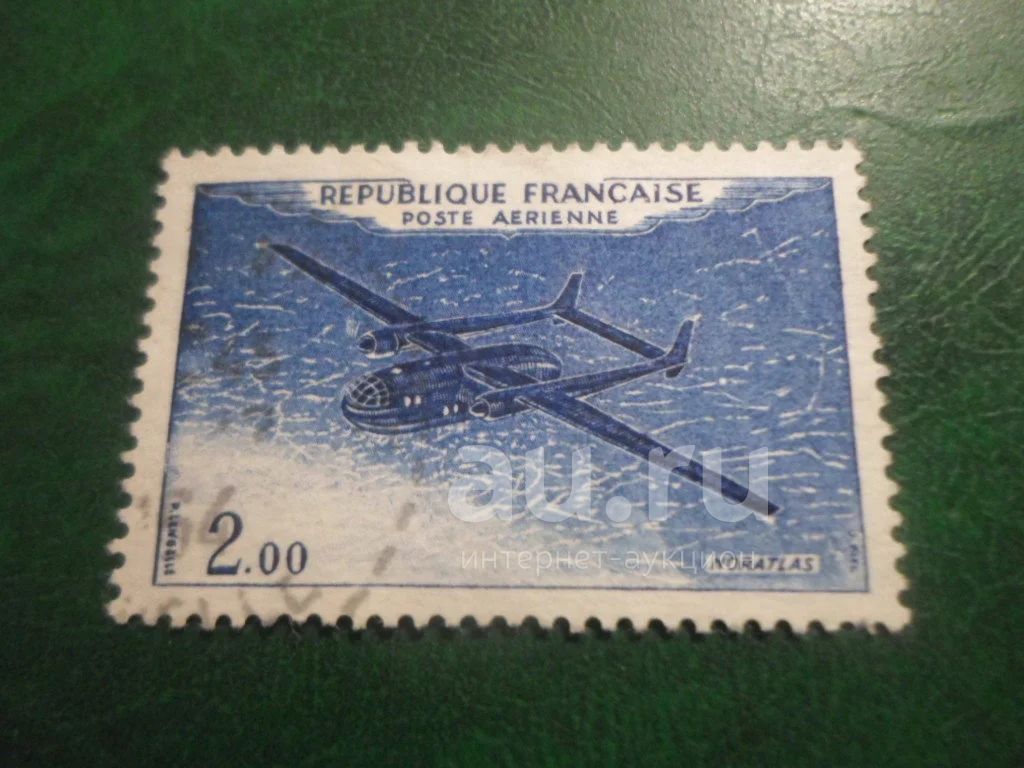 REPUBLIQUE FRANÇAISE
POSTE AERIENNE
au.ru
интернет-аукцион
2.00
NORATLAS